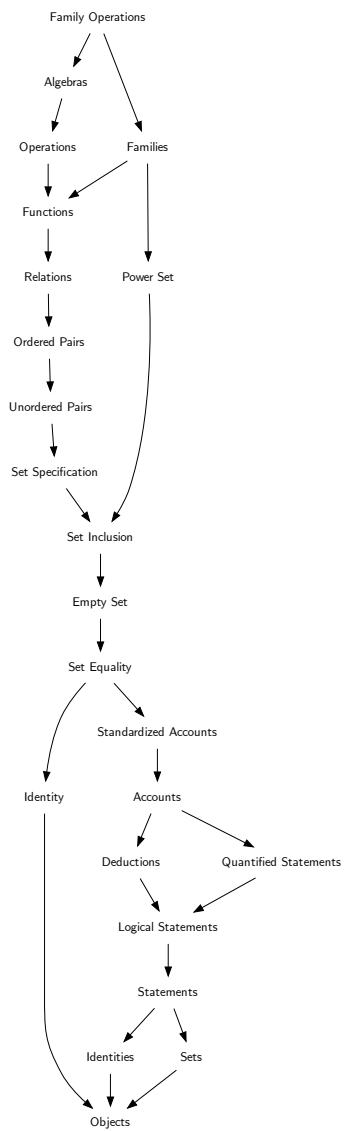 Family Operations
Algebras
Operations
Families
Functions
Relations
Power Set
Ordered Pairs
Unordered Pairs
Set Specification
Set Inclusion
Empty Set
Set Equality
Standardized Accounts
Identity
Accounts
Deductions
Quantified Statements
Logical Statements
Statements
Identities
Sets
Objects